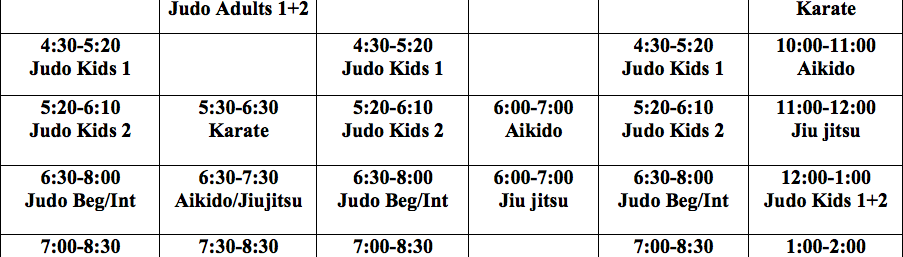 Judo Adults 1+2
Karate
4:30-5:20
Judo Kids 1
4:30-5:20
Judo Kids 1
4:30-5:20
Judo Kids 1
10:00-11:00
Aikido
5:20-6:10
Judo Kids 2
5:30-6:30
Karate
5:20-6:10
Judo Kids 2
6:00-7:00
Aikido
5:20-6:10
Judo Kids 2
11:00-12:00
Jiu jitsu
6:30-8:00
Judo Beg/Int
6:30-7:30
Aikido/Jiujitsu
6:30-8:00
Judo Beg/Int
6:00-7:00
Jiu jitsu
6:30-8:00
Judo Beg/Int
12:00-1:00
Judo Kids 1+2
7:00-8:30
7:30-8:30
7:00-8:30
7:00-8:30
1:00-2:00